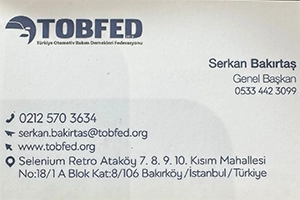 TOBFED
Türkiye Otomotiv Bakım Dernekleri Federasyonu
Serkan Bakırtaş
Genel Başkan
0533 442 3099
0212 570 3634
serkan.bakirtas@tobfed.org
www.tobfed.org
Selenium Retro Ataköy 7. 8. 9. 10. Kısım Mahallesi
No:18/1 A Blok Kat:8/106 Bakırköy /İstanbul / Türkiye